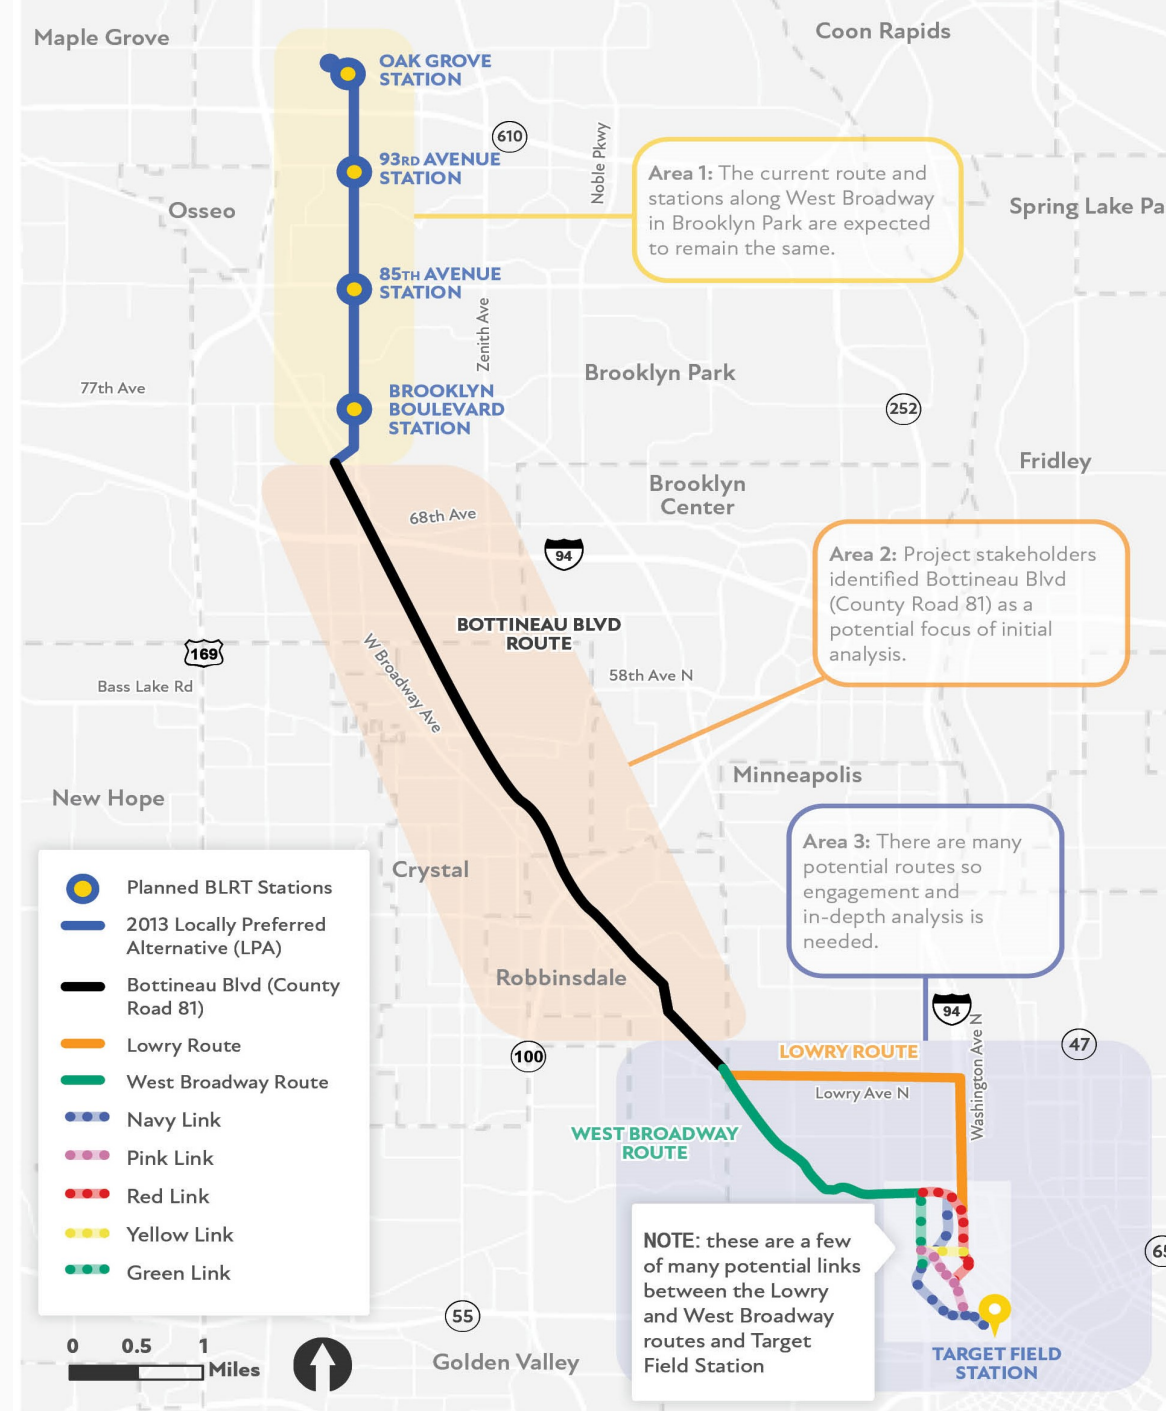 Maple Grove
Coon Rapids
OAK GROVE
STATION
610
Noble Pkwy
93RD AVENUE
STATION
Area 1: The current route and
stations along West Broadway
in Brooklyn Park are expected
to remain the same.
Osseo
Spring Lake Pa
85TH AVENUE
STATION
Zenith Ave
77th Ave
Brooklyn Park
BROOKLYN
BOULEVARD
STATION
252
Fridley
Brooklyn
Center
68th Ave
94
Area 2: Project stakeholders
identified Bottineau Blvd
(County Road 81) as a
potential focus of initial
analysis.
BOTTINEAU BLVD
ROUTE
169
W Broadway Ave
Bass Lake Rd
58th Ave N
Minneapolis
New Hope
Area 3: There are many
potential routes so
engagement and
in-depth analysis is
needed.
Crystal
Robbinsdale
94
Washington Ave N
100
47
LOWRY ROUTE
Lowry Ave N
WEST BROADWAY
ROUTE
Planned BLRT Stations
2013 Locally Preferred
Alternative (LPA)
Bottineau Blvd (County
Road 81)
Lowry Route
West Broadway Route
Navy Link
Pink Link
Red Link
Yellow Link
Green Link
NOTE: these are a few
of many potential links
between the Lowry
and West Broadway
routes and Target
Field Station
65
55
0 0.5 1
Miles
Golden Valley
TARGET FIELD
STATION